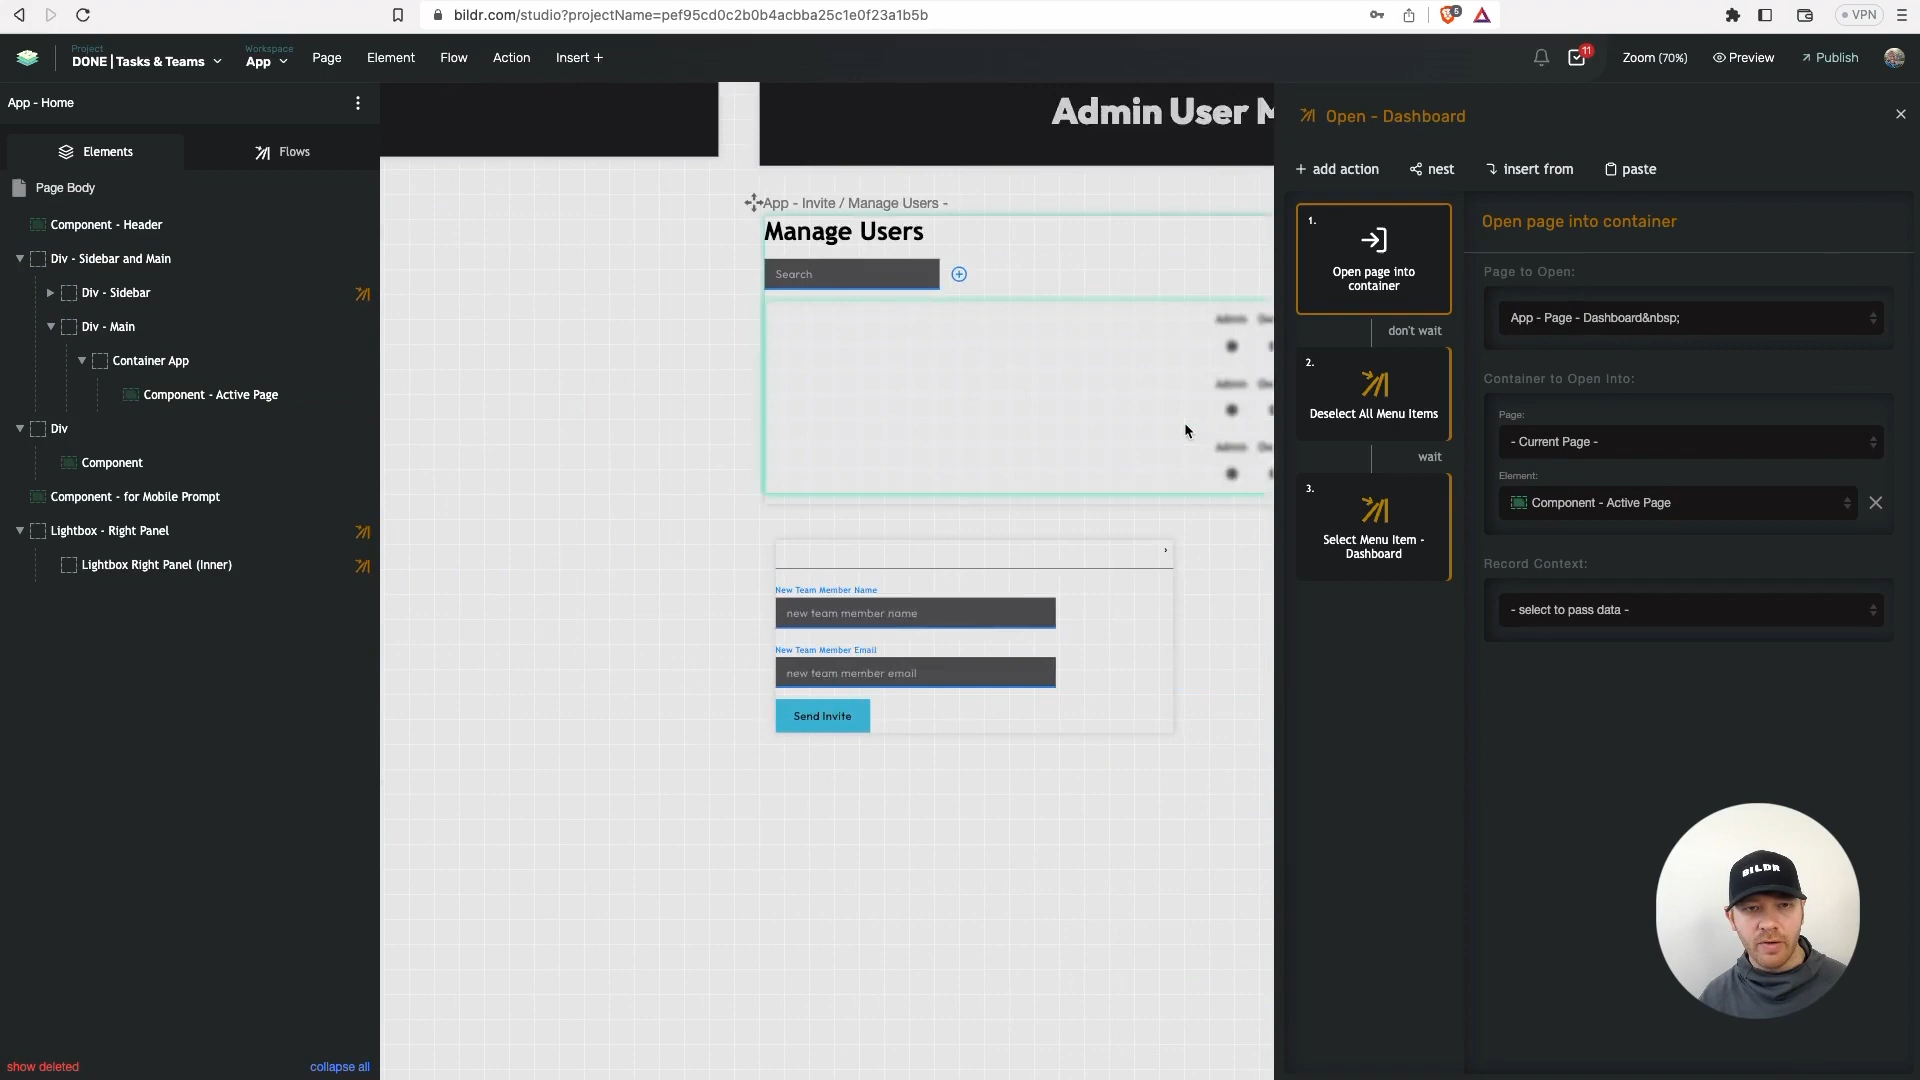 bildr.com/studio?projectName=pef95cd0c2b0b4acbba25c1e0f23a1b5b
5
VPN
Project
DONE | Tasks & Teams
Workspace
App
Page
Element
Flow
Action
Insert +
11
Zoom (70%)
Preview
Publish
App - Home
Elements
Flows
Page Body
Component - Header
Div - Sidebar and Main
Div - Sidebar
Div - Main
Container App
Component - Active Page
Div
Component
Component - for Mobile Prompt
Lightbox - Right Panel
Lightbox Right Panel (Inner)
show deleted
collapse all
Admin User M
App - Invite / Manage Users -
Manage Users
Search
Admin
Admin
Admin
New Team Member Name
new team member name
New Team Member Email
new team member email
Send Invite
Open - Dashboard
+ add action
nest
insert from
paste
1.
Open page into
container
don't wait
2.
Deselect All Menu Items
wait
3.
Select Menu Item -
Dashboard
Open page into container
Page to Open:
App - Page - Dashboard&nbsp;
Container to Open Into:
Page:
- Current Page -
Element:
Component - Active Page
Record Context:
- select to pass data -
BILDR